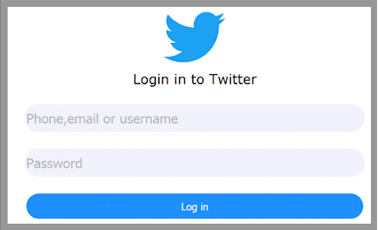 Login in to Twitter
Phone,email or username
Password
Log in